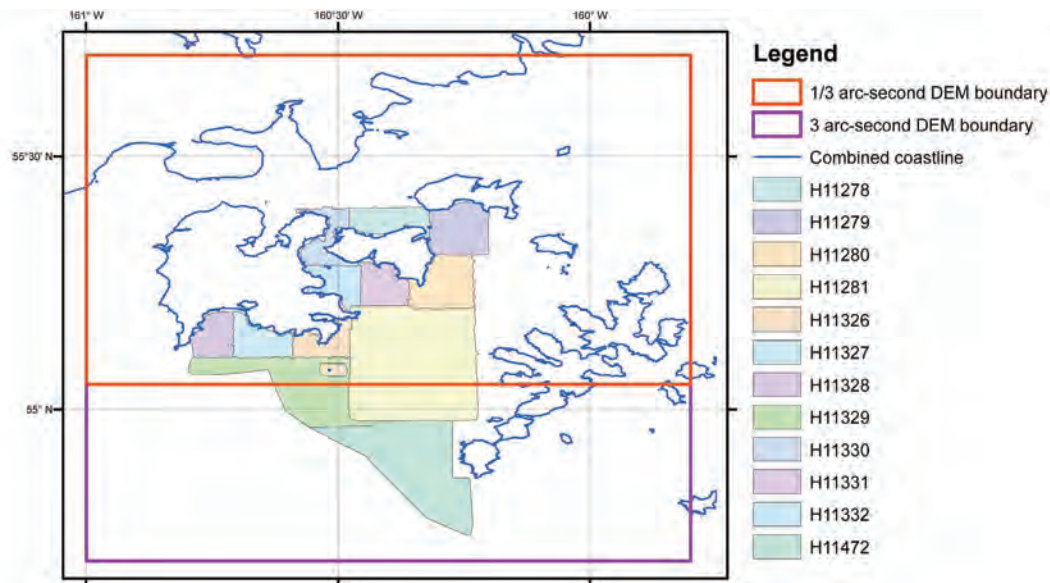 161° W
160°30' W
160° W
55°30' N
55° N
Legend
1/3 arc-second DEM boundary
3 arc-second DEM boundary
Combined coastline
H11278
H11279
H11280
H11281
H11326
H11327
H11328
H11329
H11330
H11331
H11332
H11472